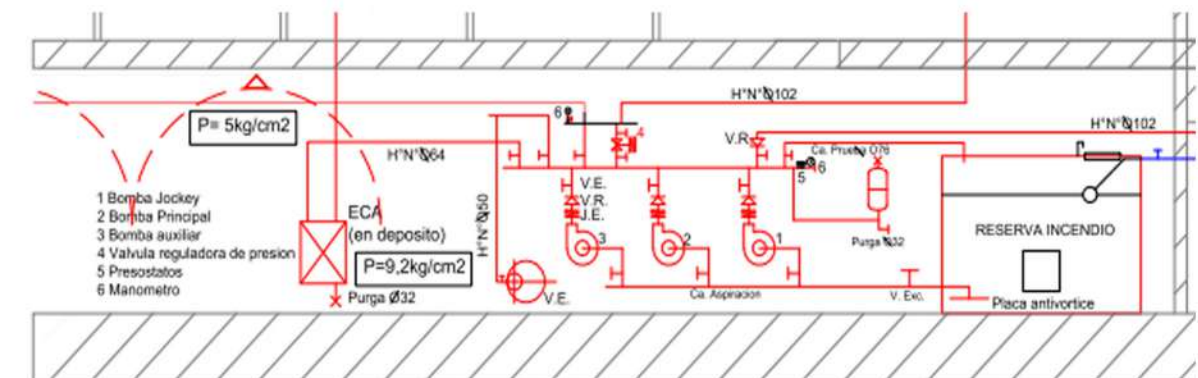 H°N°Ø102
P= 5kg/cm2
6
4
V.R.
H°N°Ø102
Ca. Prueba Ø76
6
5
H°N°Ø64
1 Bomba Jockey
2 Bomba Principal
3 Bomba auxiliar
4 Valvula reguladora de presion
5 Presostatos
6 Manometro
ECA
(en deposito)
P=9,2kg/cm2
Purga Ø32
H°N°Ø50
V.E.
V.R.
J.E.
3
2
1
V.E.
Purga Ø32
Ca. Aspiracion
V. Exc.
RESERVA INCENDIO
Placa antivortice